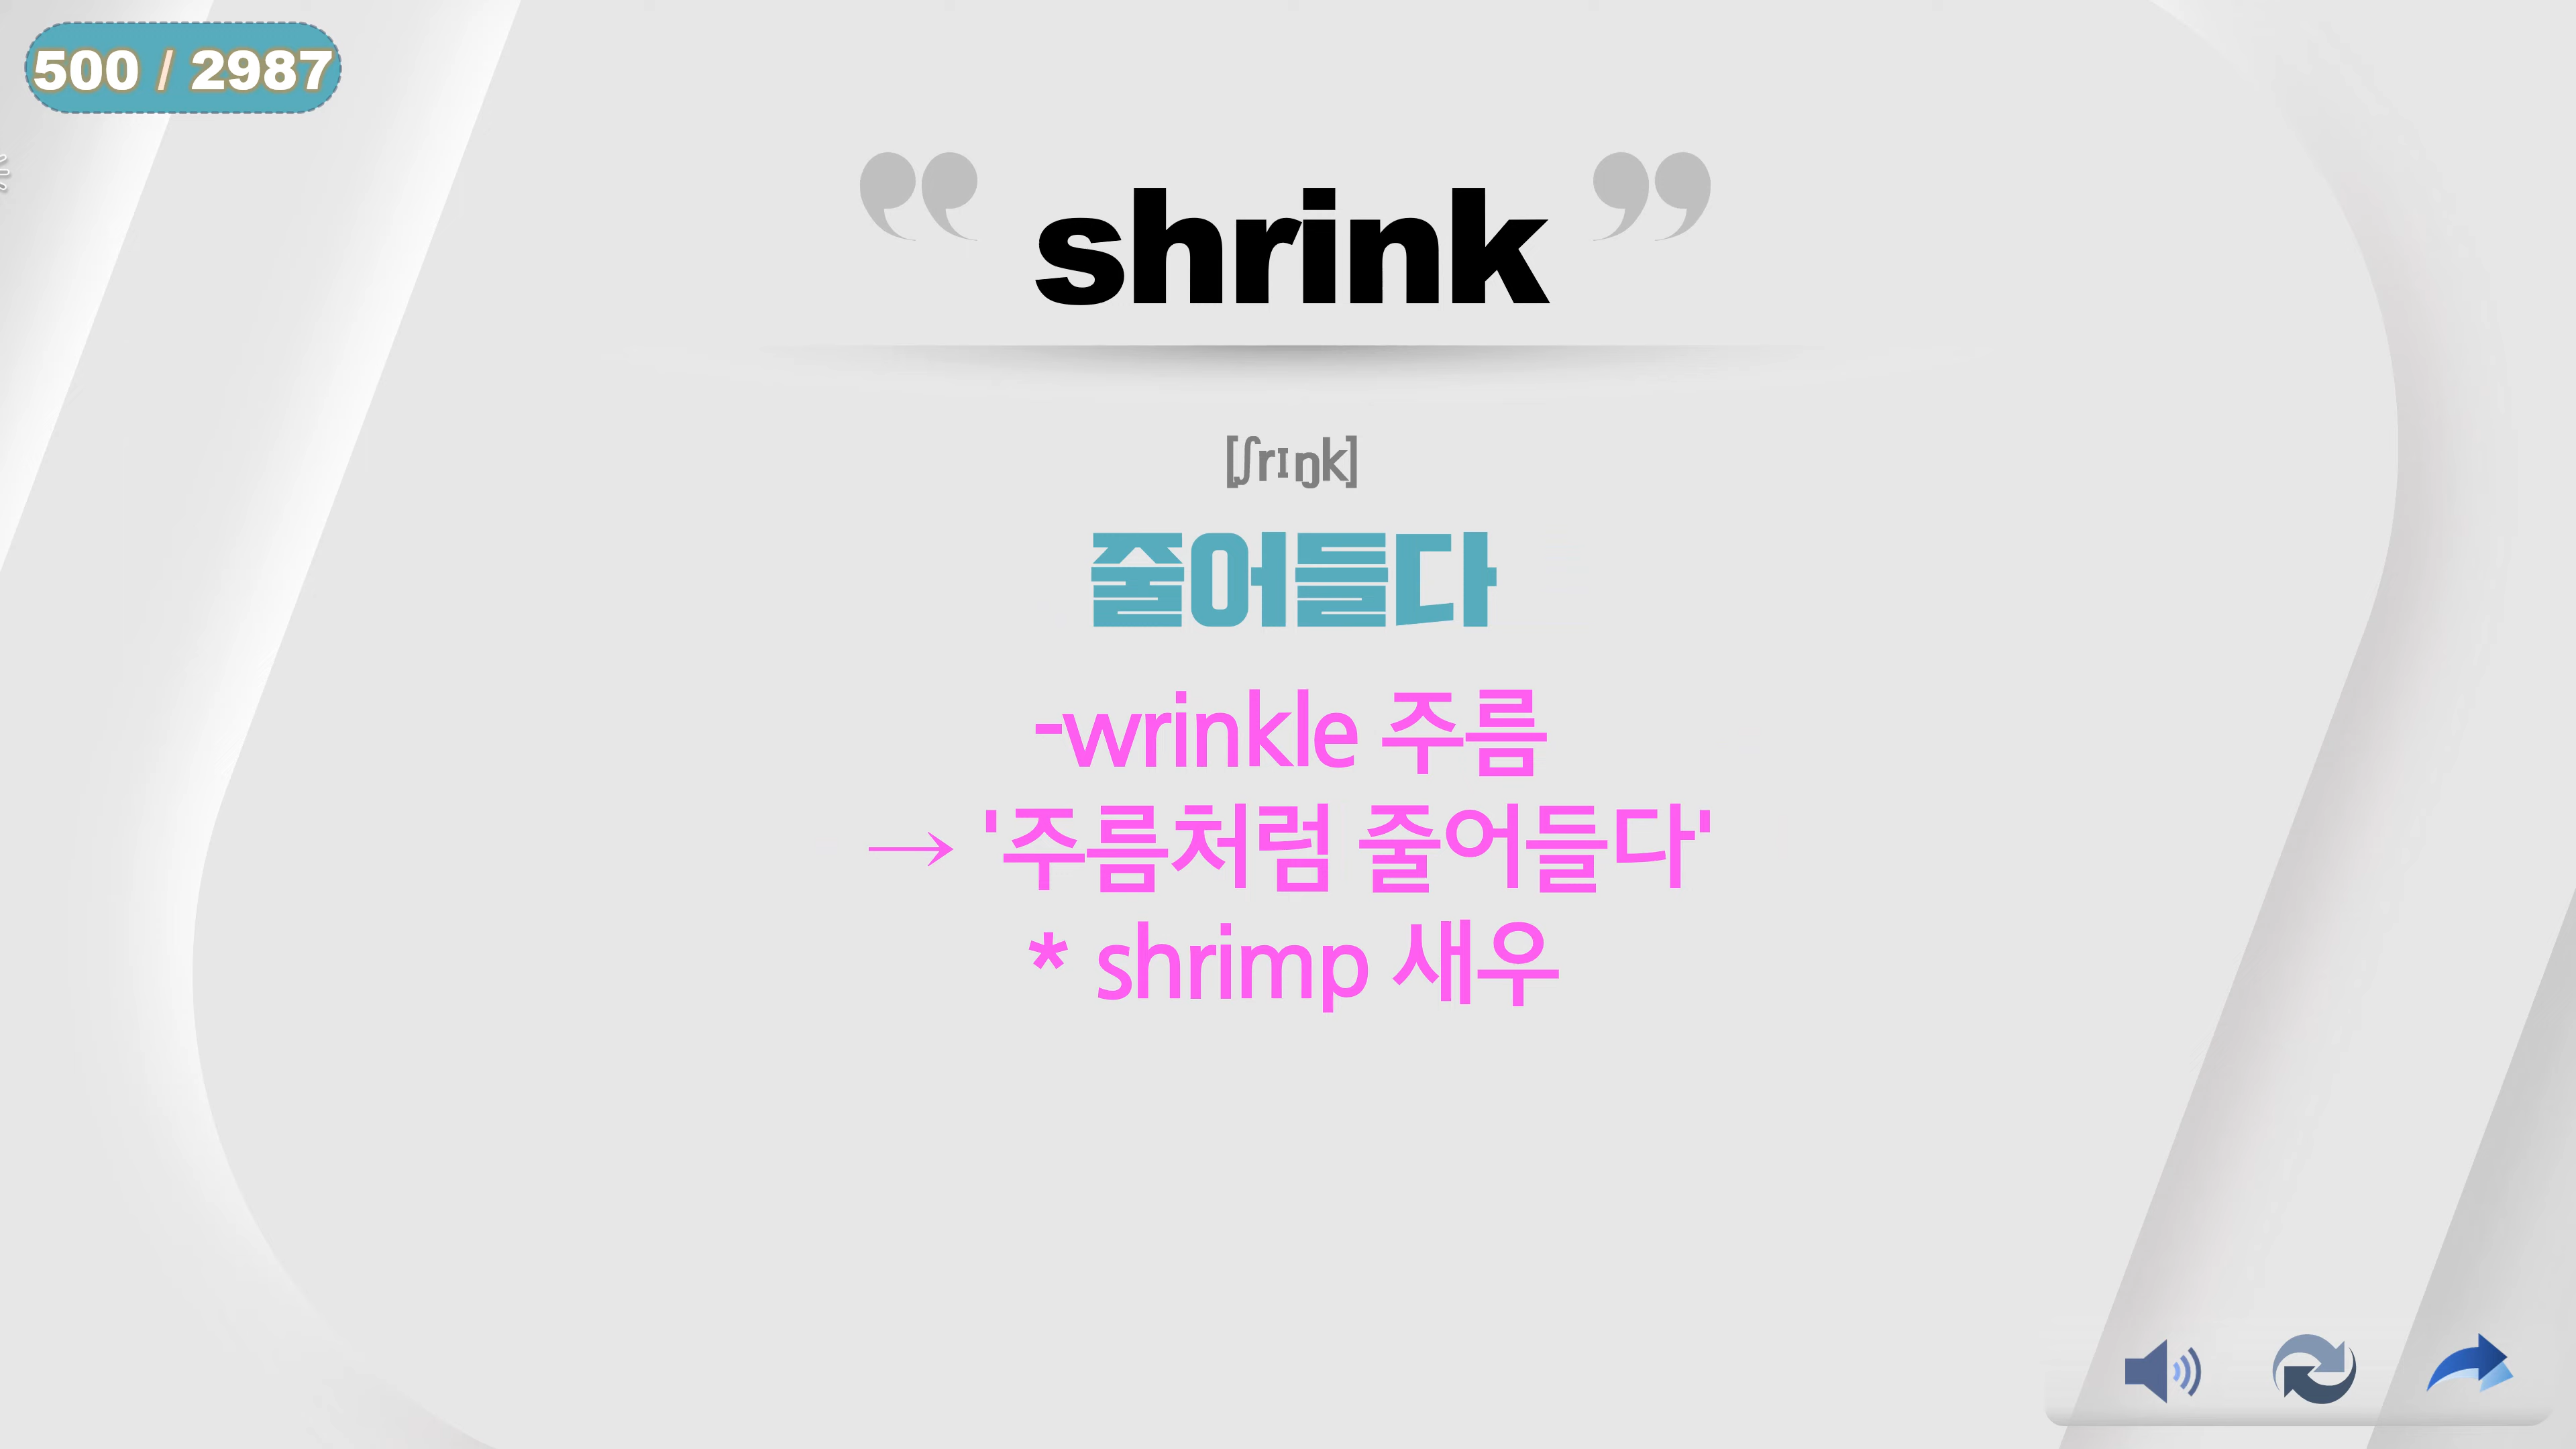 500 / 2987
“ shrink ”
[ʃrɪŋk]
줄어들다
-wrinkle 주름
→ '주름처럼 줄어들다'
* shrimp 새우